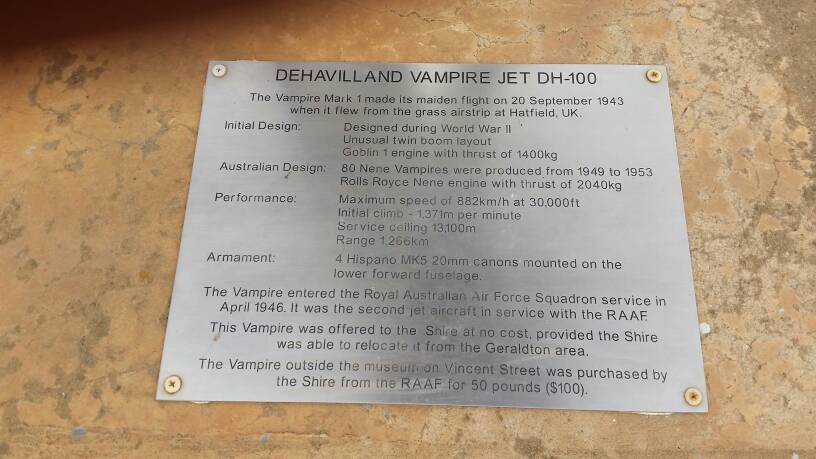 DEHAVILLAND VAMPIRE JET DH-100
The Vampire Mark 1 made its maiden flight on 20 September 1943
when it flew from the grass airstrip at Hatfield, UK.
Initial Design: Designed during World War II
Unusual twin boom layout
Goblin 1 engine with thrust of 1400kg
Australian Design: 80 Nene Vampires were produced from 1949 to 1953
Rolls Royce Nene engine with thrust of 2040kg
Performance: Maximum speed of 882km/h at 30,000ft
Initial climb - 1,371m per minute
Service ceiling 13,100m
Range 1,266km
Armament: 4 Hispano MK5 20mm canons mounted on the
lower forward fuselage.
The Vampire entered the Royal Australian Air Force Squadron service in
April 1946. It was the second jet aircraft in service with the RAAF.
This Vampire was offered to the Shire at no cost, provided the Shire
was able to relocate it from the Geraldton area.
The Vampire outside the museum on Vincent Street was purchased by
the Shire from the RAAF for 50 pounds ($100).